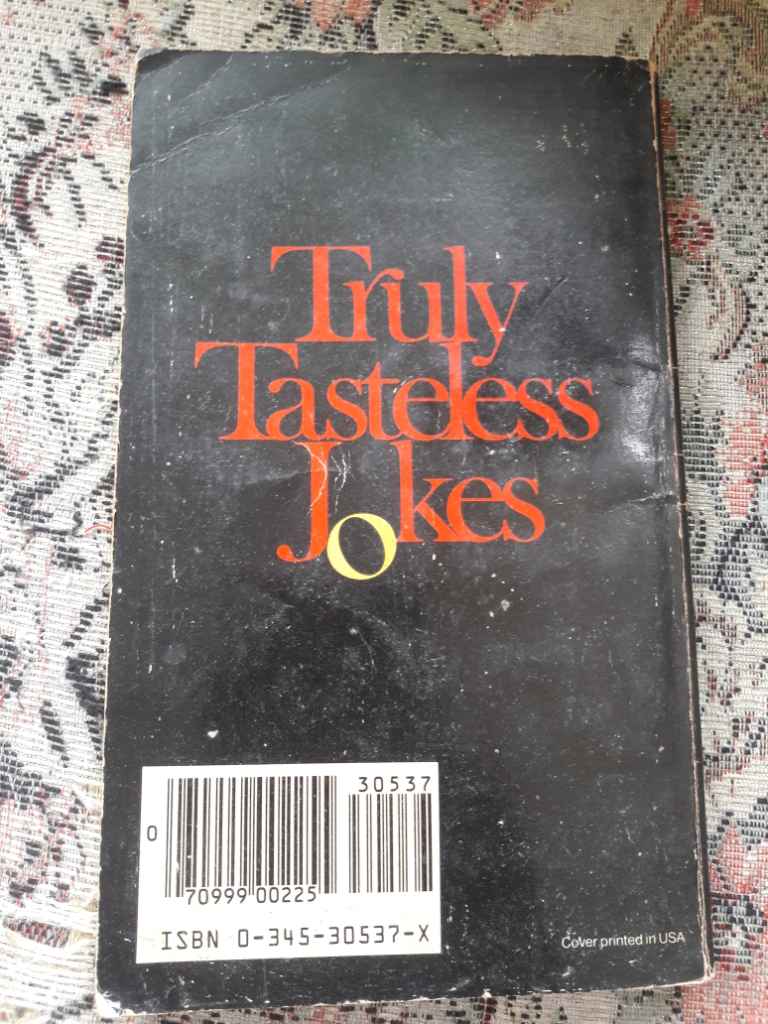 Truly
Tasteless
Jokes
30537
0
70999 00225
ISBN 0-345-30537-X
Cover printed in USA